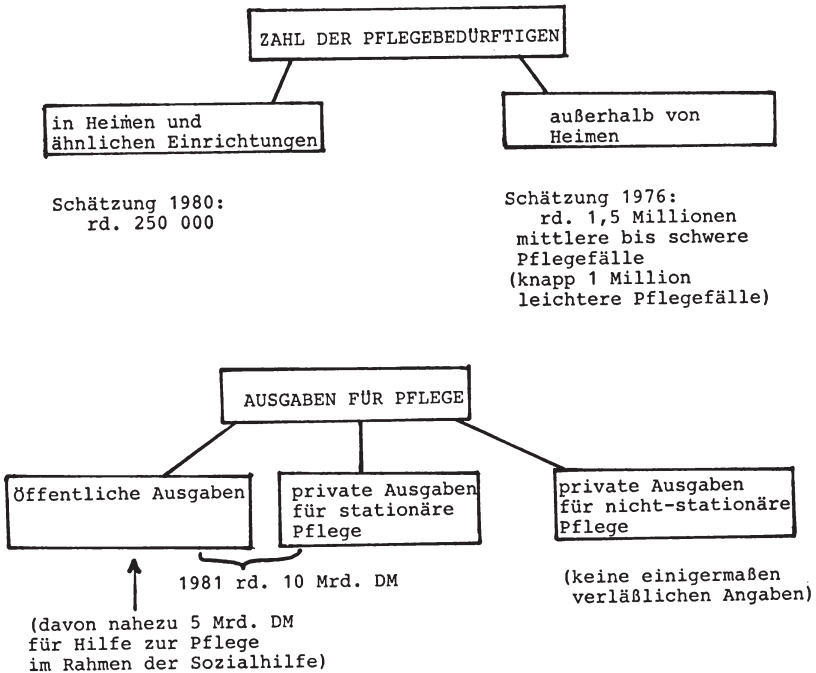 ZAHL DER PFLEGEBEDÜRFTIGEN
in Heimen und
ähnlichen Einrichtungen
außerhalb von
Heimen
Schätzung 1980:
rd. 250 000
Schätzung 1976:
rd. 1,5 Millionen
mittlere bis schwere
Pflegefälle
(knapp 1 Million
leichtere Pflegefälle)
AUSGABEN FÜR PFLEGE
öffentliche Ausgaben
private Ausgaben
für stationäre
Pflege
private Ausgaben
für nicht-stationäre
Pflege
1981 rd. 10 Mrd. DM
(keine einigermaßen
verläßlichen Angaben)
(davon nahezu 5 Mrd. DM
für Hilfe zur Pflege
im Rahmen der Sozialhilfe)